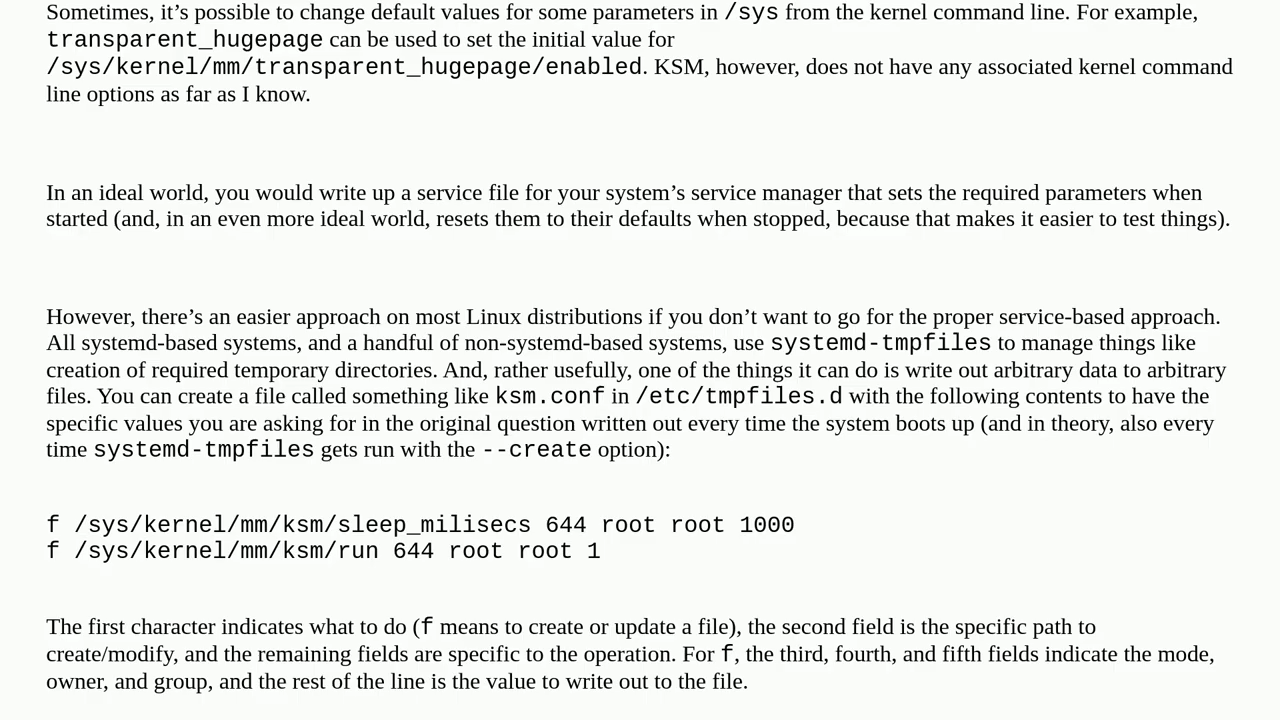 Sometimes, it’s possible to change default values for some parameters in /sys from the kernel command line. For example,
transparent_hugepage can be used to set the initial value for
/sys/kernel/mm/transparent_hugepage/enabled. KSM, however, does not have any associated kernel command
line options as far as I know.
In an ideal world, you would write up a service file for your system’s service manager that sets the required parameters when
started (and, in an even more ideal world, resets them to their defaults when stopped, because that makes it easier to test things).
However, there’s an easier approach on most Linux distributions if you don’t want to go for the proper service-based approach.
All systemd-based systems, and a handful of non-systemd-based systems, use systemd-tmpfiles to manage things like
creation of required temporary directories. And, rather usefully, one of the things it can do is write out arbitrary data to arbitrary
files. You can create a file called something like ksm.conf in /etc/tmpfiles.d with the following contents to have the
specific values you are asking for in the original question written out every time the system boots up (and in theory, also every
time systemd-tmpfiles gets run with the --create option):
f /sys/kernel/mm/ksm/sleep_milisecs 644 root root 1000
f /sys/kernel/mm/ksm/run 644 root root 1
The first character indicates what to do (f means to create or update a file), the second field is the specific path to
create/modify, and the remaining fields are specific to the operation. For f, the third, fourth, and fifth fields indicate the mode,
owner, and group, and the rest of the line is the value to write out to the file.